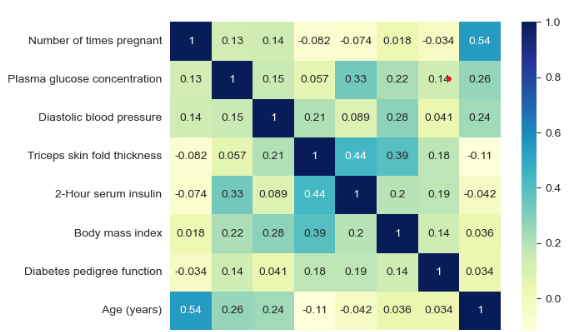 1.0
Number of times pregnant 1 0.13 0.14 -0.082 -0.074 0.018 -0.034 0.54
Plasma glucose concentration 0.13 1 0.15 0.057 0.33 0.22 0.14 0.26
0.8
Diastolic blood pressure 0.14 0.15 1 0.21 0.089 0.28 0.041 0.24
0.6
Triceps skin fold thickness -0.082 0.057 0.21 1 0.44 0.39 0.18 -0.11
0.4
2-Hour serum insulin -0.074 0.33 0.089 0.44 1 0.2 0.19 -0.042
Body mass index 0.018 0.22 0.28 0.39 0.2 1 0.14 0.036
0.2
Diabetes pedigree function -0.034 0.14 0.041 0.18 0.19 0.14 1 0.034
0.0
Age (years) 0.54 0.26 0.24 -0.11 -0.042 0.036 0.034 1